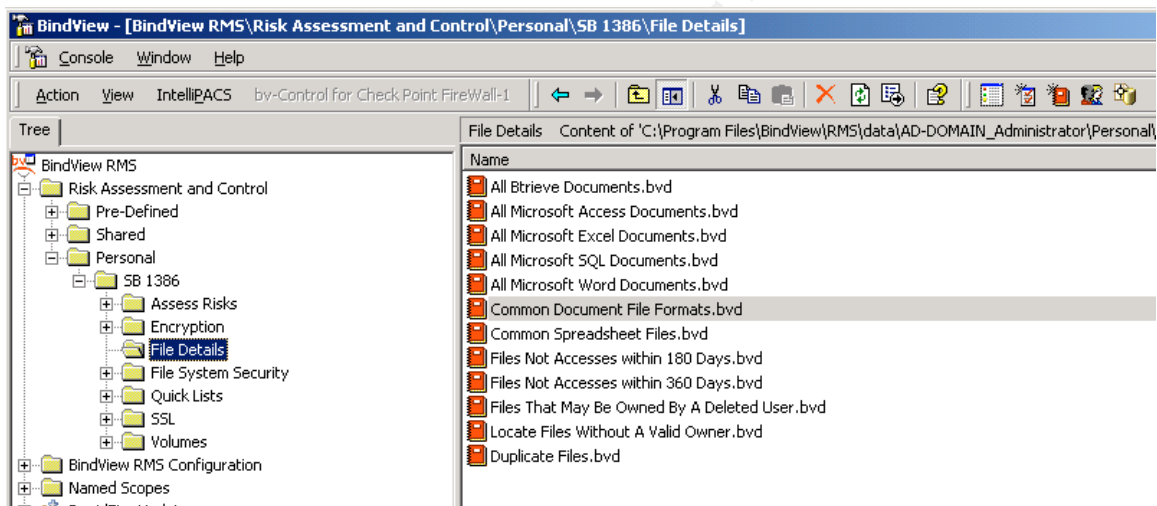 BindView - [BindView RMS\Risk Assessment and Control\Personal\SB 1386\File Details]
Console Window Help
Action View IntelliPACS by-Control for Check Point FireWall-1
Tree
File Details Content of 'C:\Program Files\BindView\RMS\data\AD-DOMAIN_Administrator\Personal\
Name
BindView RMS
Risk Assessment and Control
Pre-Defined
Shared
Personal
SB 1386
Assess Risks
Encryption
File Details
File System Security
Quick Lists
SSL
Volumes
BindView RMS Configuration
Named Scopes
All Btrieve Documents.bvd
All Microsoft Access Documents.bvd
All Microsoft Excel Documents.bvd
All Microsoft SQL Documents.bvd
All Microsoft Word Documents.bvd
Common Document File Formats.bvd
Common Spreadsheet Files.bvd
Files Not Accesses within 180 Days.bvd
Files Not Accesses within 360 Days.bvd
Files That May Be Owned By A Deleted User.bvd
Locate Files Without A Valid Owner.bvd
Duplicate Files.bvd